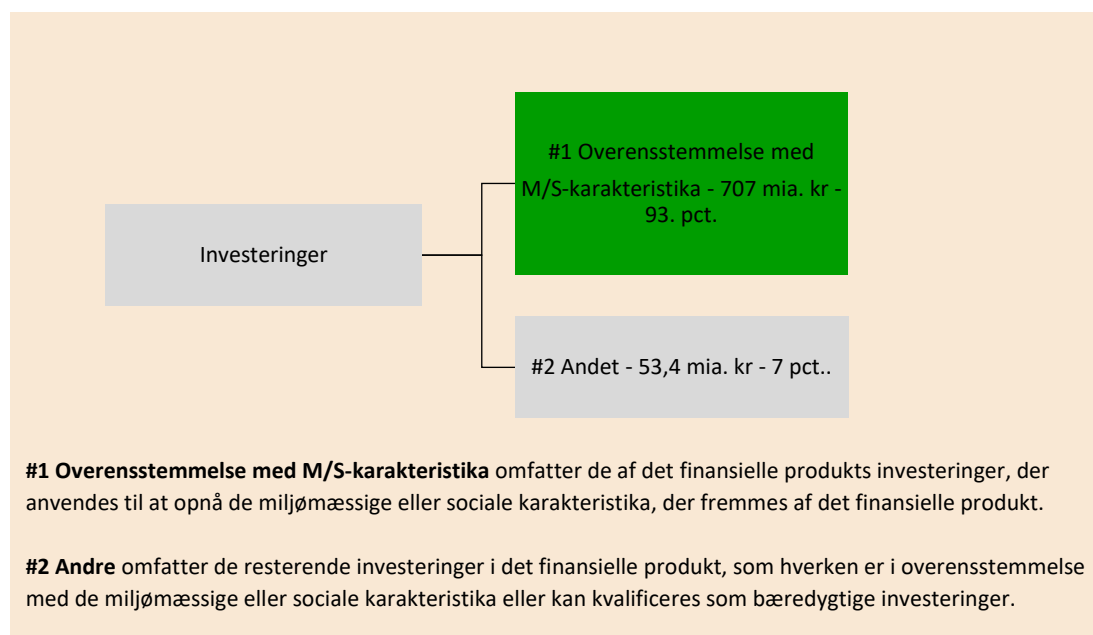 #1 Overensstemmelse med
M/S-karakteristika - 707 mia. kr -
93. pct.
Investeringer
#2 Andet - 53,4 mia. kr - 7 pct..
#1 Overensstemmelse med M/S-karakteristika omfatter de af det finansielle produkts investeringer, der
anvendes til at opnå de miljømæssige eller sociale karakteristika, der fremmes af det finansielle produkt.
#2 Andre omfatter de resterende investeringer i det finansielle produkt, som hverken er i overensstemmelse
med de miljømæssige eller sociale karakteristika eller kan kvalificeres som bæredygtige investeringer.